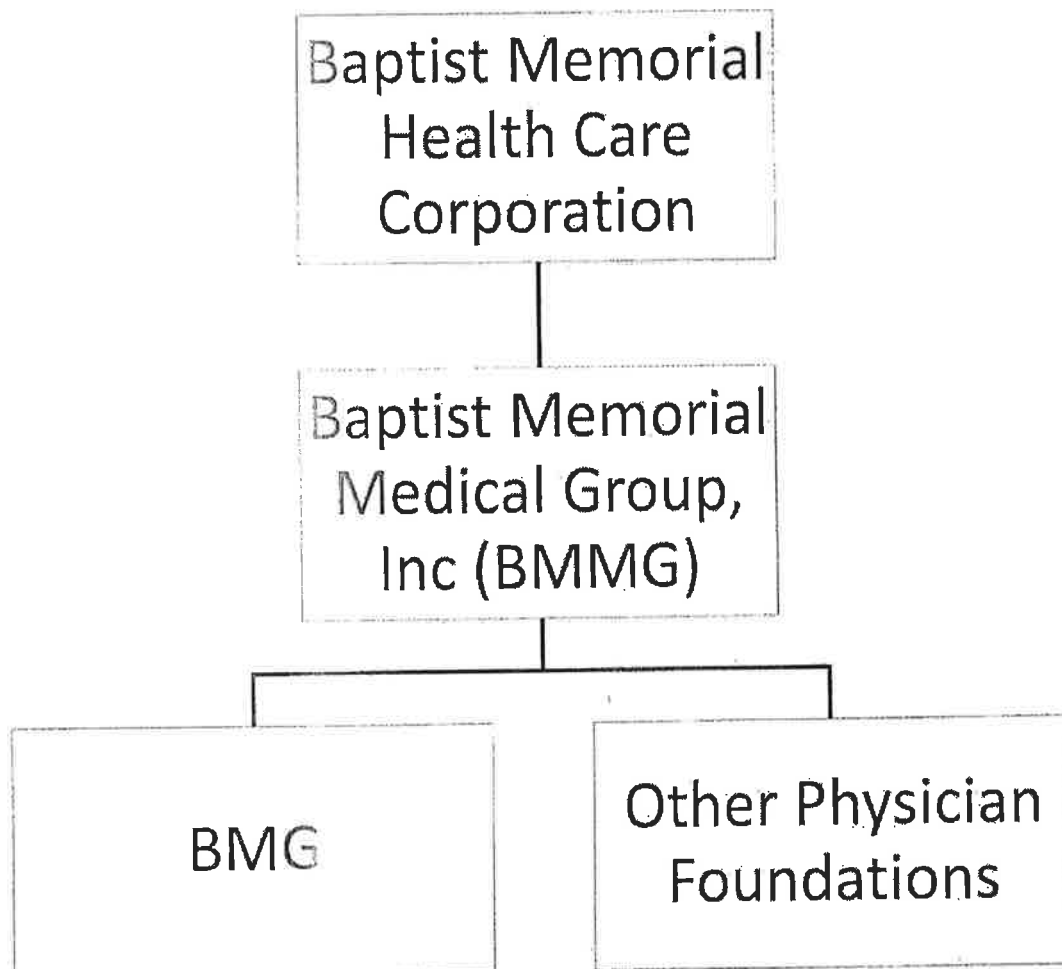 Baptist Memorial
Health Care
Corporation
Baptist Memorial
Medical Group,
Inc (BMMG)
BMG
Other Physician
Foundations